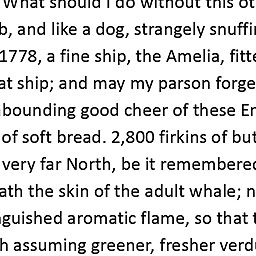 What should I do without this ot
b, and like a dog, strangely snuffi
1778, a fine ship, the Amelia, fitte
at ship; and may my parson forge
bounding good cheer of these En
of soft bread. 2,800 firkins of but
very far North, be it remembered
ath the skin of the adult whale; n
guished aromatic flame, so that t
h assuming greener, fresher verdu